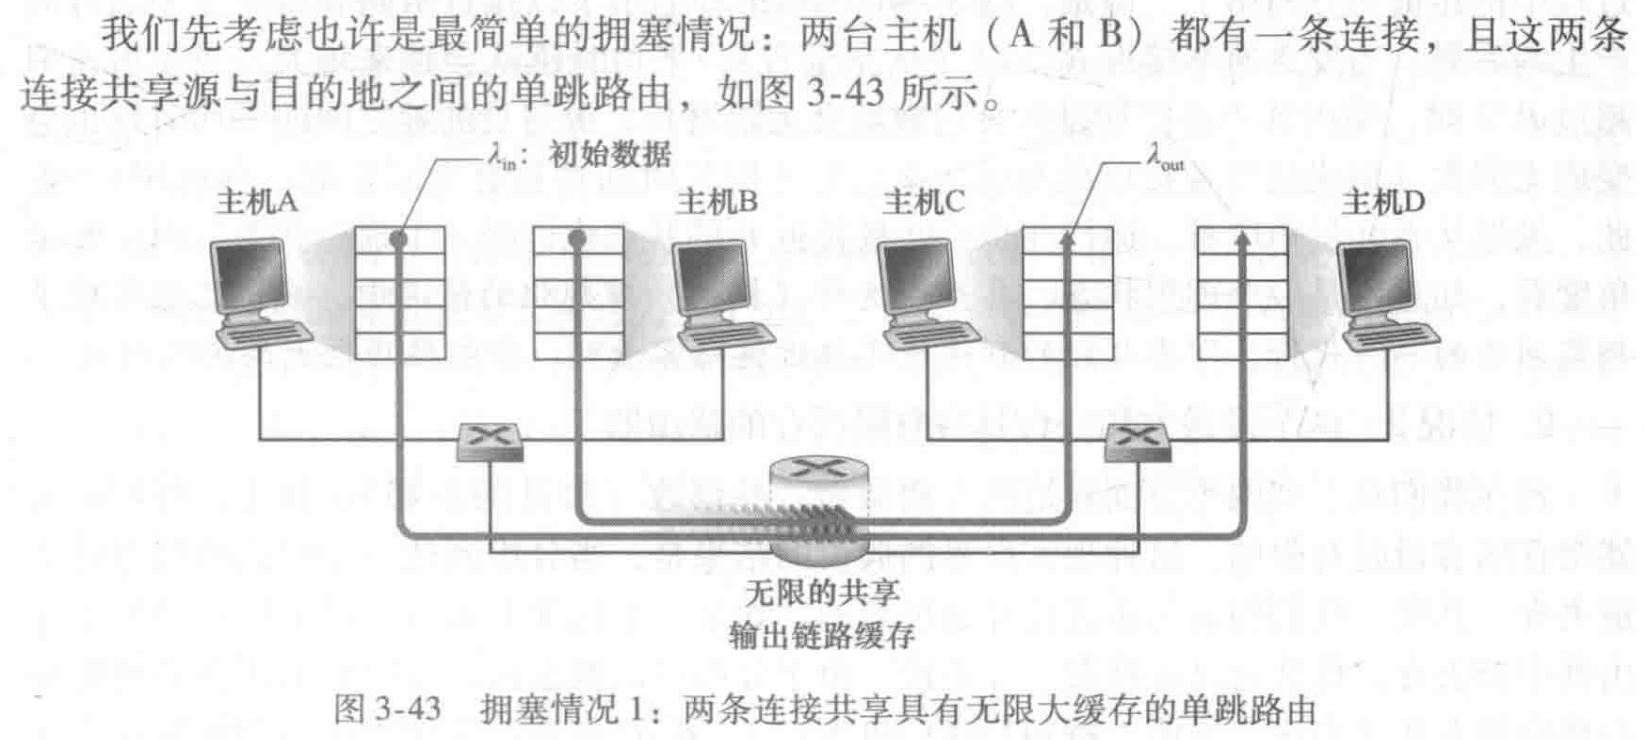 我们先考虑也许是最简单的拥塞情况：两台主机（A 和 B）都有一条连接，且这两条
连接共享源与目的地之间的单跳路由，如图 3-43 所示。
λin：初始数据
λout
主机A
主机B
主机C
主机D
无限的共享
输出链路缓存
图 3-43 拥塞情况 1：两条连接共享具有无限大缓存的单跳路由